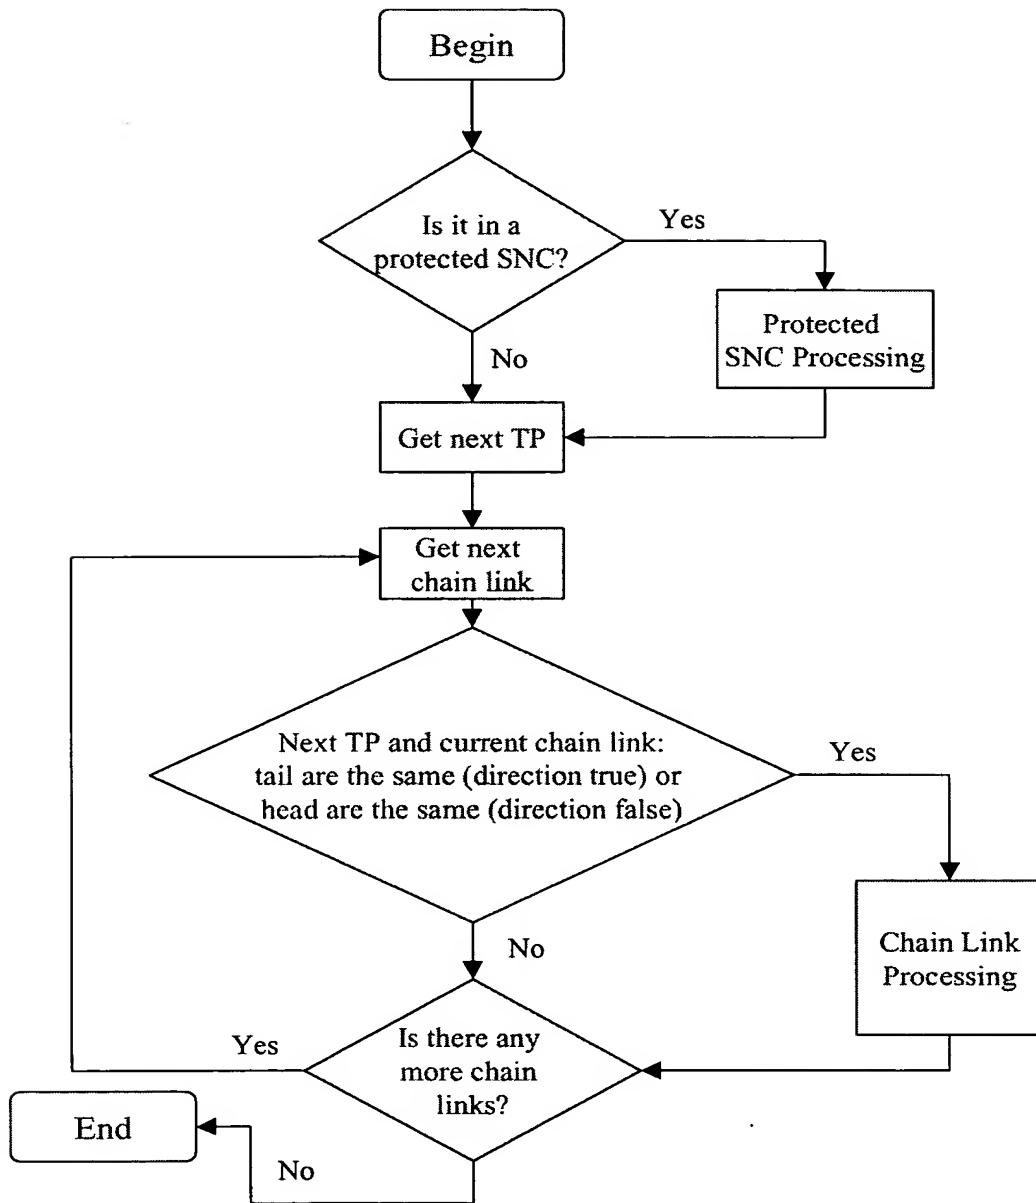 Begin
Is it in a
protected SNC?
Yes
Protected
SNC Processing
No
Get next TP
Get next
chain link
Next TP and current chain link:
tail are the same (direction true) or
head are the same (direction false)
Yes
Chain Link
Processing
No
Is there any
more chain
links?
Yes
End
No